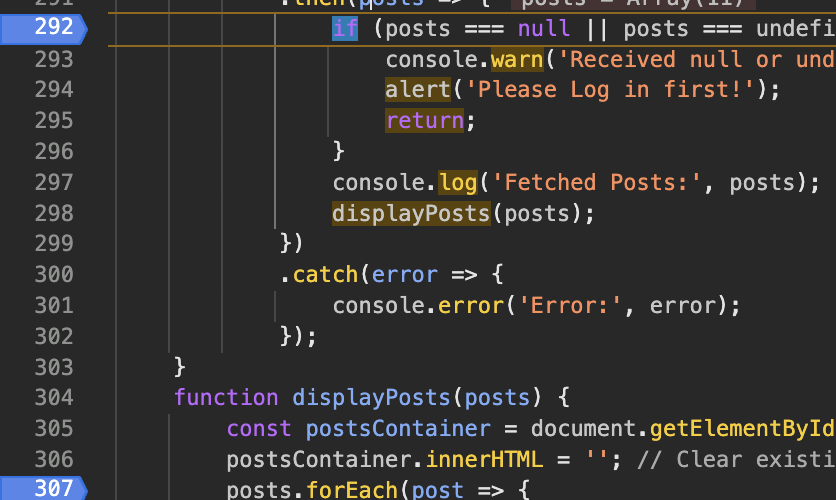 291 .then(posts => { posts = Array(11)
292 if (posts === null || posts === undefi
293 console.warn('Received null or und
294 alert('Please Log in first!');
295 return;
296 }
297 console.log('Fetched Posts:', posts);
298 displayPosts(posts);
299 })
300 .catch(error => {
301 console.error('Error:', error);
302 });
303 }
304 function displayPosts(posts) {
305 const postsContainer = document.getElementById
306 postsContainer.innerHTML = ''; // Clear existi
307 posts.forEach(post => {